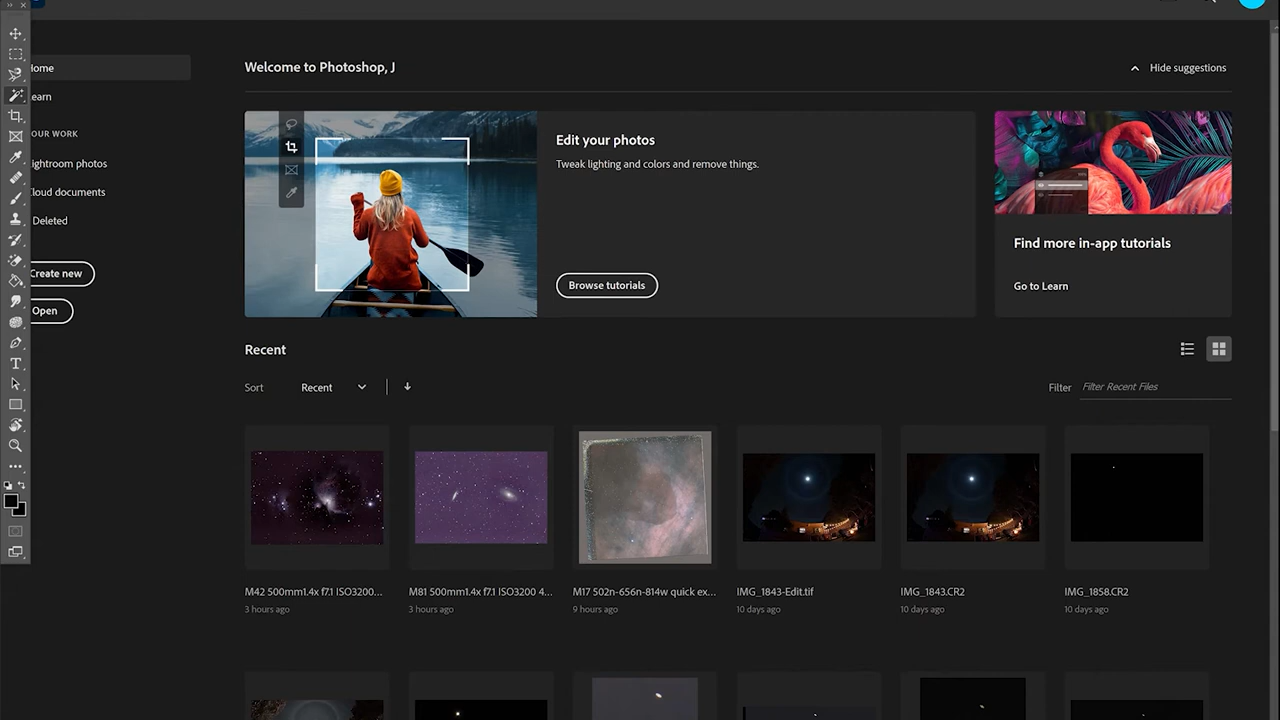 Home
Learn
OUR WORK
Lightroom photos
Cloud documents
Deleted
Create new
Open
Welcome to Photoshop, J
Hide suggestions
Edit your photos
Tweak lighting and colors and remove things.
Browse tutorials
Find more in-app tutorials
Go to Learn
Recent
Sort Recent
Filter Filter Recent Files
M42 500mm1.4x f7.1 ISO3200...
3 hours ago
M81 500mm1.4x f7.1 ISO3200 4...
3 hours ago
M17 502n-656n-814w quick ex...
9 hours ago
IMG_1843-Edit.tif
10 days ago
IMG_1843.CR2
10 days ago
IMG_1858.CR2
10 days ago